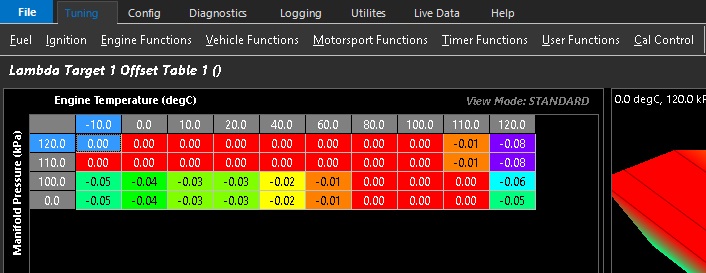 File Tuning Config Diagnostics Logging Utilites Live Data Help
Fuel Ignition Engine Functions Vehicle Functions Motorsport Functions Timer Functions User Functions Cal Control
Lambda Target 1 Offset Table 1 ()
Engine Temperature (degC) View Mode: STANDARD
0.0 degC, 120.0 kP
Manifold Pressure (kPa)
-10.0 0.0 10.0 20.0 40.0 60.0 80.0 100.0 110.0 120.0
120.0 0.00 0.00 0.00 0.00 0.00 0.00 0.00 0.00 -0.01 -0.08
110.0 0.00 0.00 0.00 0.00 0.00 0.00 0.00 0.00 -0.01 -0.08
100.0 -0.05 -0.04 -0.03 -0.03 -0.02 -0.01 0.00 0.00 0.00 -0.06
0.0 -0.05 -0.04 -0.03 -0.03 -0.02 -0.01 0.00 0.00 0.00 -0.05